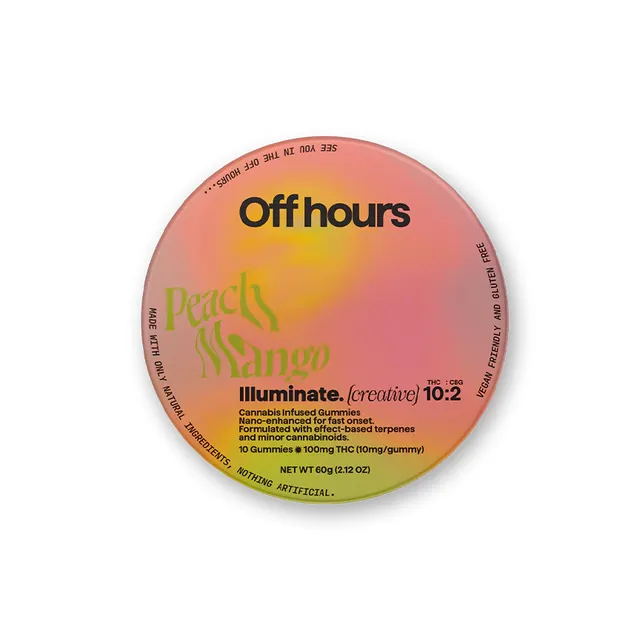 SEE YOU IN THE OFF HOURS...
Off hours
Peach
Mango
MADE WITH ONLY NATURAL INGREDIENTS, NOTHING ARTIFICIAL.
VEGAN FRIENDLY AND GLUTEN FREE
THC : CBG
Illuminate. [creative] 10:2
Cannabis Infused Gummies
Nano-enhanced for fast onset.
Formulated with effect-based terpenes
and minor cannabinoids.
10 Gummies ✹ 100mg THC (10mg/gummy)
NET WT 60g (2.12 OZ)